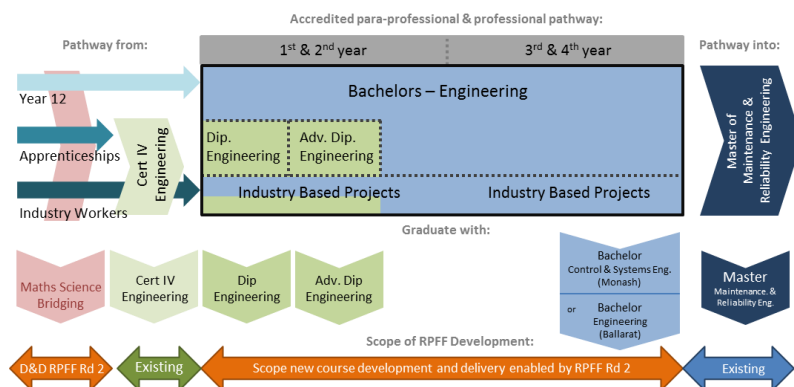 Accredited para-professional & professional pathway:
Pathway from:
1st & 2nd year
3rd & 4th year
Pathway into:
Year 12
Apprenticeships
Industry Workers
Cert IV
Engineering
Bachelors – Engineering
Dip.
Engineering
Adv. Dip.
Engineering
Industry Based Projects
Industry Based Projects
Master of
Maintenance &
Reliability Engineering
Graduate with:
Maths Science
Bridging
Cert IV
Engineering
Dip
Engineering
Adv. Dip
Engineering
Bachelor
Control & Systems Eng.
(Monash)
or
Bachelor
Engineering
(Ballarat)
Master
Maintenance. &
Reliability Eng.
Scope of RPFF Development:
D&D RPFF Rd 2
Existing
Scope new course development and delivery enabled by RPFF Rd 2
Existing